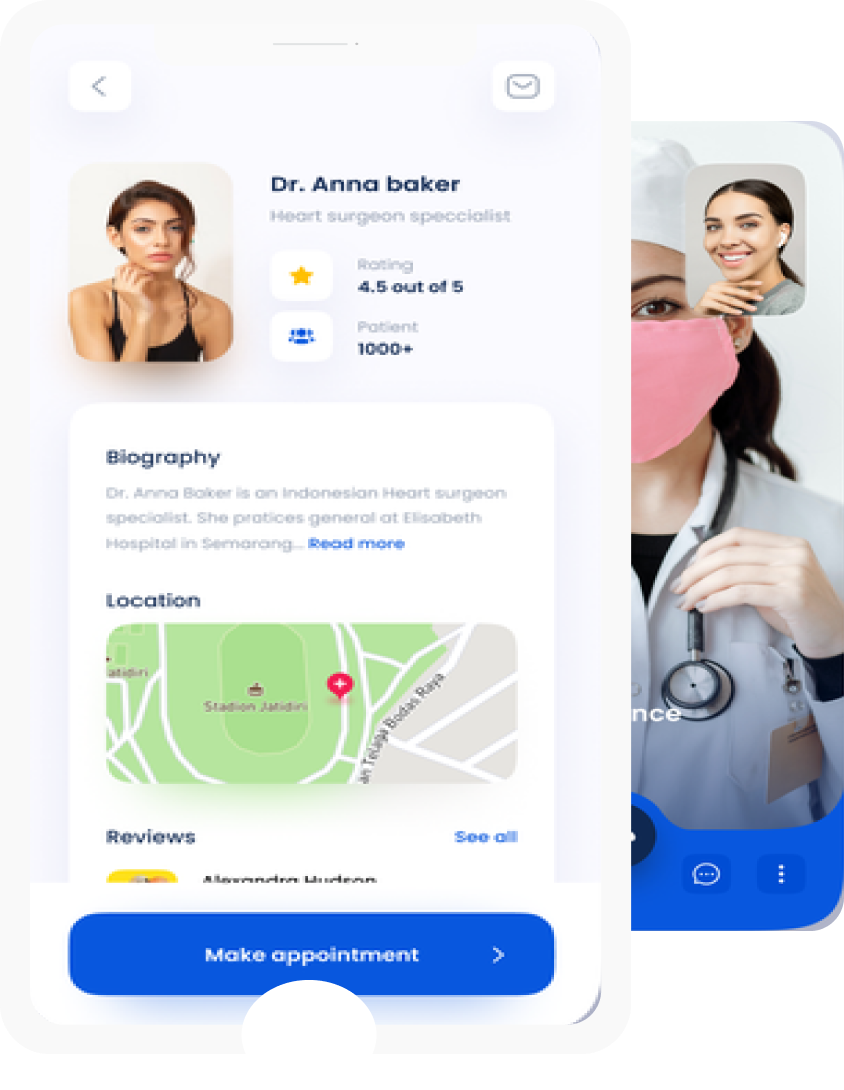 Dr. Anna baker
Heart surgeon speccialist
Rating
4.5 out of 5
Patient
1000+
Biography
Dr. Anna Baker is an Indonesian Heart surgeon
specialist. She pratices general at Elisabeth
Hospital in Semarang... Read more
Location
atidiri
Stadion Jatidiri
an Telaga Bodas Raya
nce
Reviews
See all
Alexandra Hudson
Make appointment